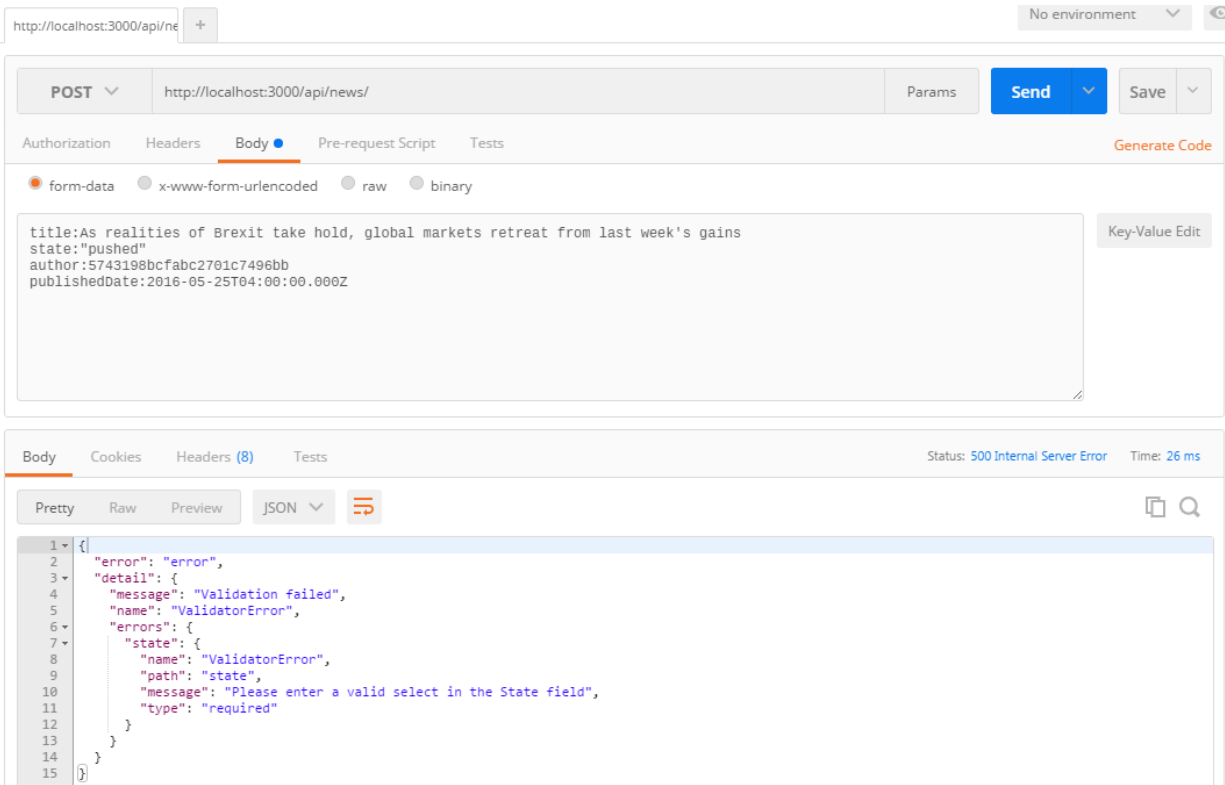 http://localhost:3000/api/ne +
No environment
POST http://localhost:3000/api/news/ Params Send Save
Authorization Headers Body Pre-request Script Tests Generate Code
form-data x-www-form-urlencoded raw binary
title:As realities of Brexit take hold, global markets retreat from last week's gains
state:"pushed"
author:5743198bcfabc2701c7496bb
publishedDate:2016-05-25T04:00:00.000Z
Key-Value Edit
Body Cookies Headers (8) Tests Status: 500 Internal Server Error Time: 26 ms
Pretty Raw Preview JSON
1 {
2 "error": "error",
3 "detail": {
4 "message": "Validation failed",
5 "name": "ValidatorError",
6 "errors": {
7 "state": {
8 "name": "ValidatorError",
9 "path": "state",
10 "message": "Please enter a valid select in the State field",
11 "type": "required"
12 }
13 }
14 }
15 }